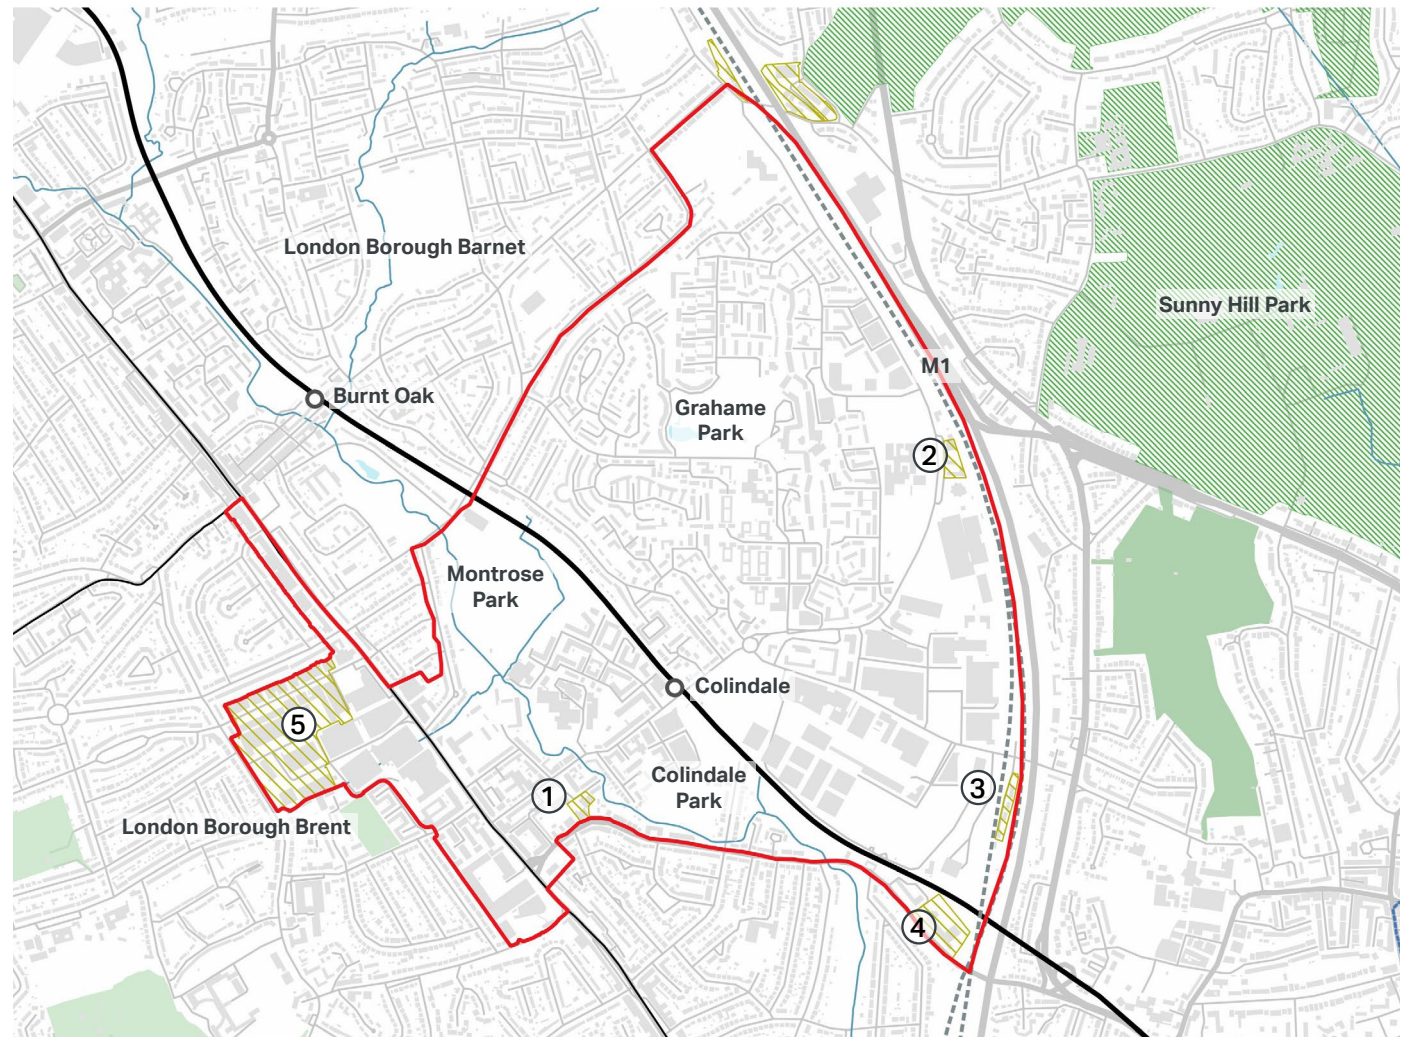 London Borough Barnet
Sunny Hill Park
M1
Burnt Oak
Grahame
Park
2
Montrose
Park
Colindale
5
Colindale
Park
3
1
London Borough Brent
4